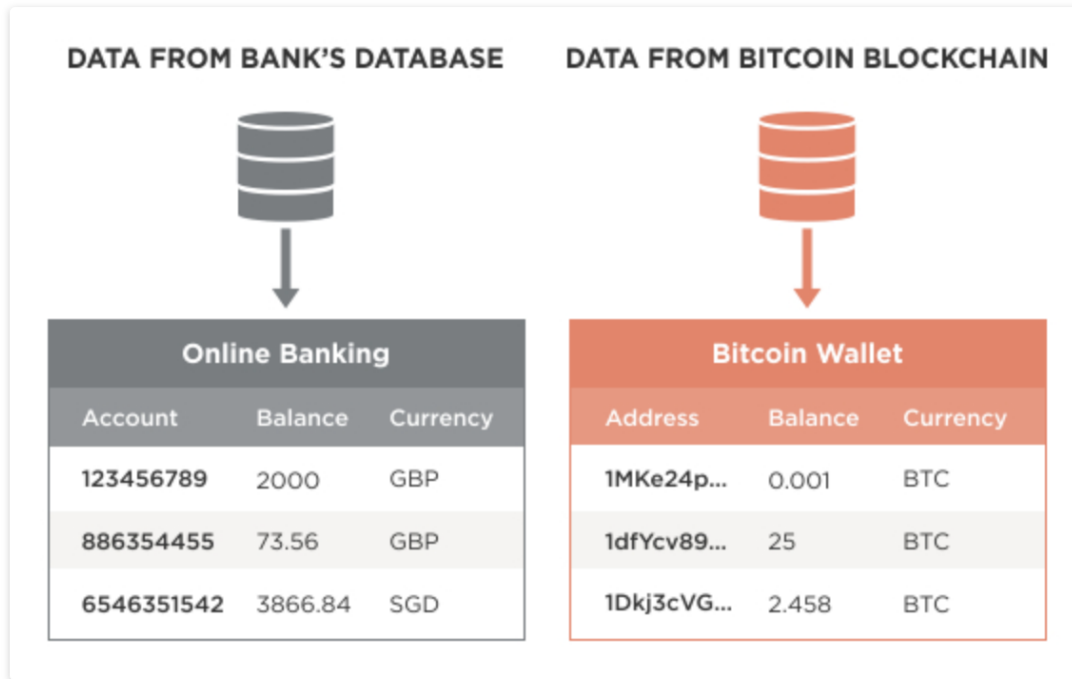 DATA FROM BANK'S DATABASE
Online Banking
Account Balance Currency
123456789 2000 GBP
886354455 73.56 GBP
6546351542 3866.84 SGD
DATA FROM BITCOIN BLOCKCHAIN
Bitcoin Wallet
Address Balance Currency
1MKe24p... 0.001 BTC
1dfYcv89... 25 BTC
1Dkj3cVG... 2.458 BTC